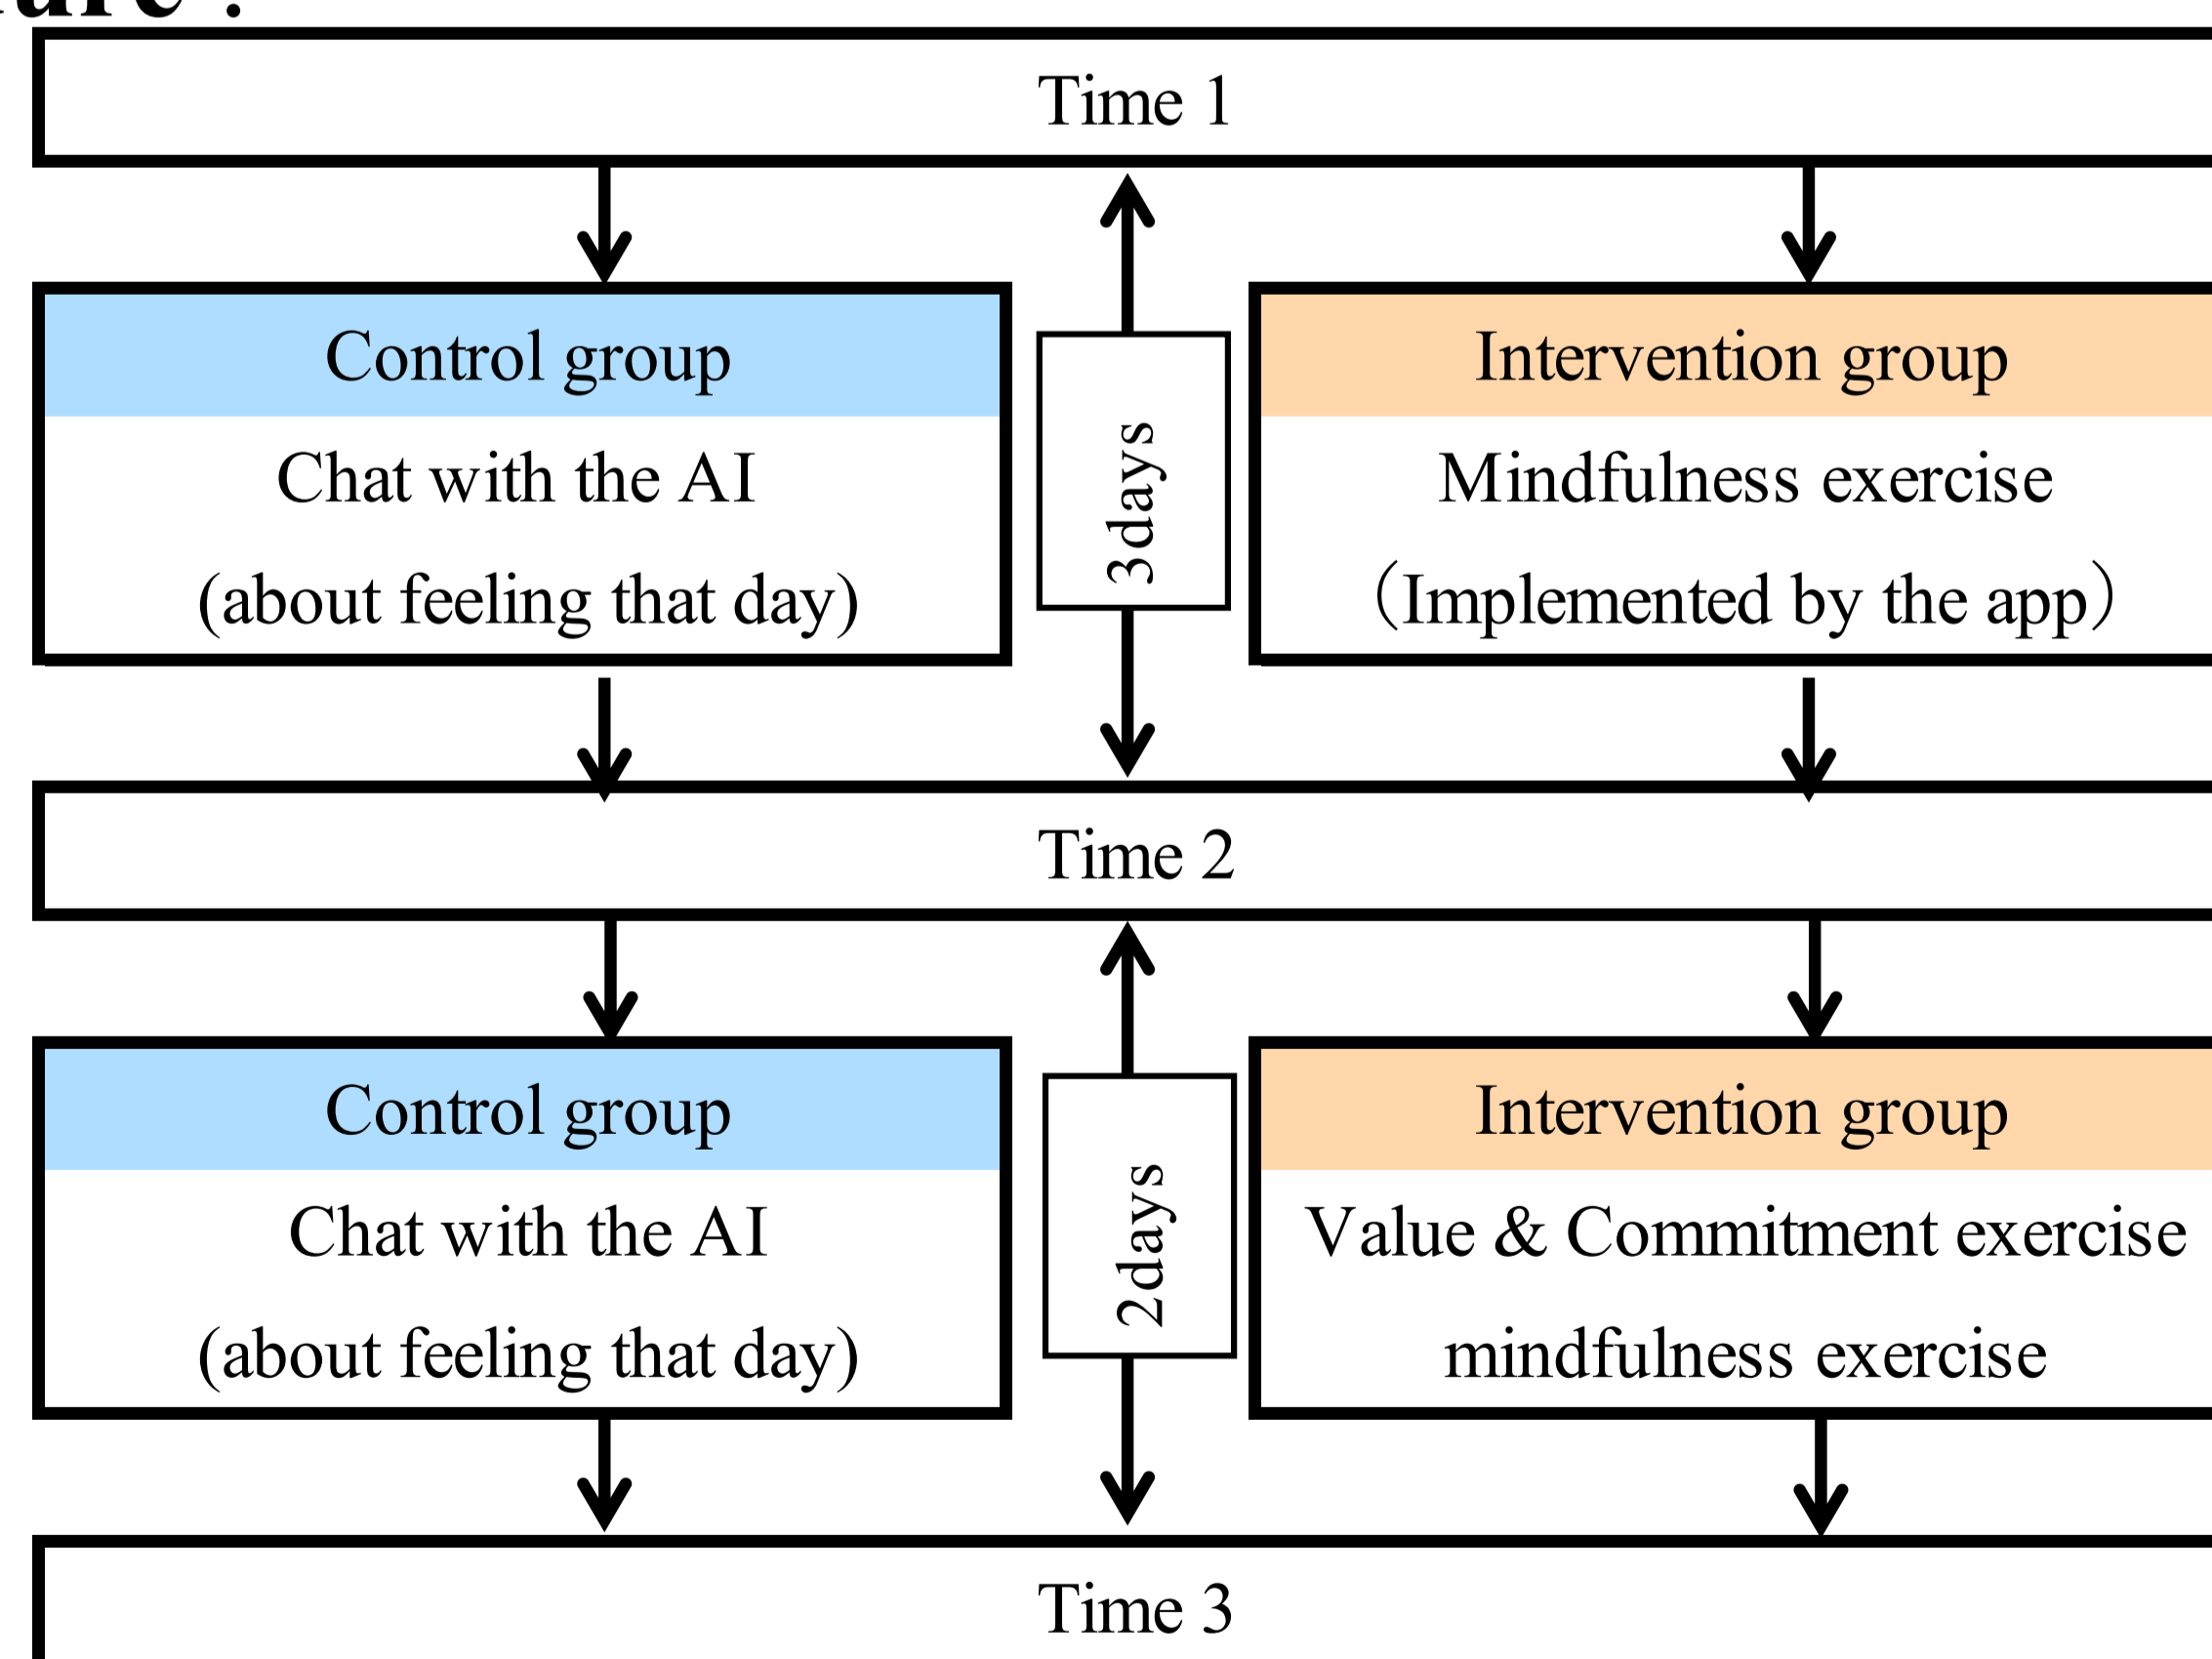 Time 1
Control group
Chat with the AI
(about feeling that day)
3days
Intervention group
Mindfulness exercise
(Implemented by the app)
Time 2
Control group
Chat with the AI
(about feeling that day)
2days
Intervention group
Value & Commitment exercise
mindfulness exercise
Time 3